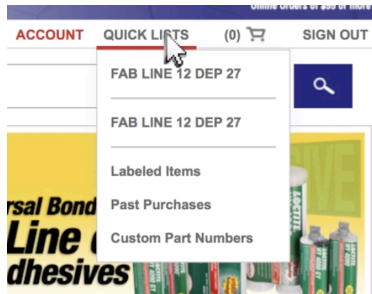 Online Orders of $99 or more
ACCOUNT QUICK LISTS (0) SIGN OUT
FAB LINE 12 DEP 27
FAB LINE 12 DEP 27
Labeled Items
Past Purchases
Custom Part Numbers
rsal Bond
Line
dhesives
LOCTITE